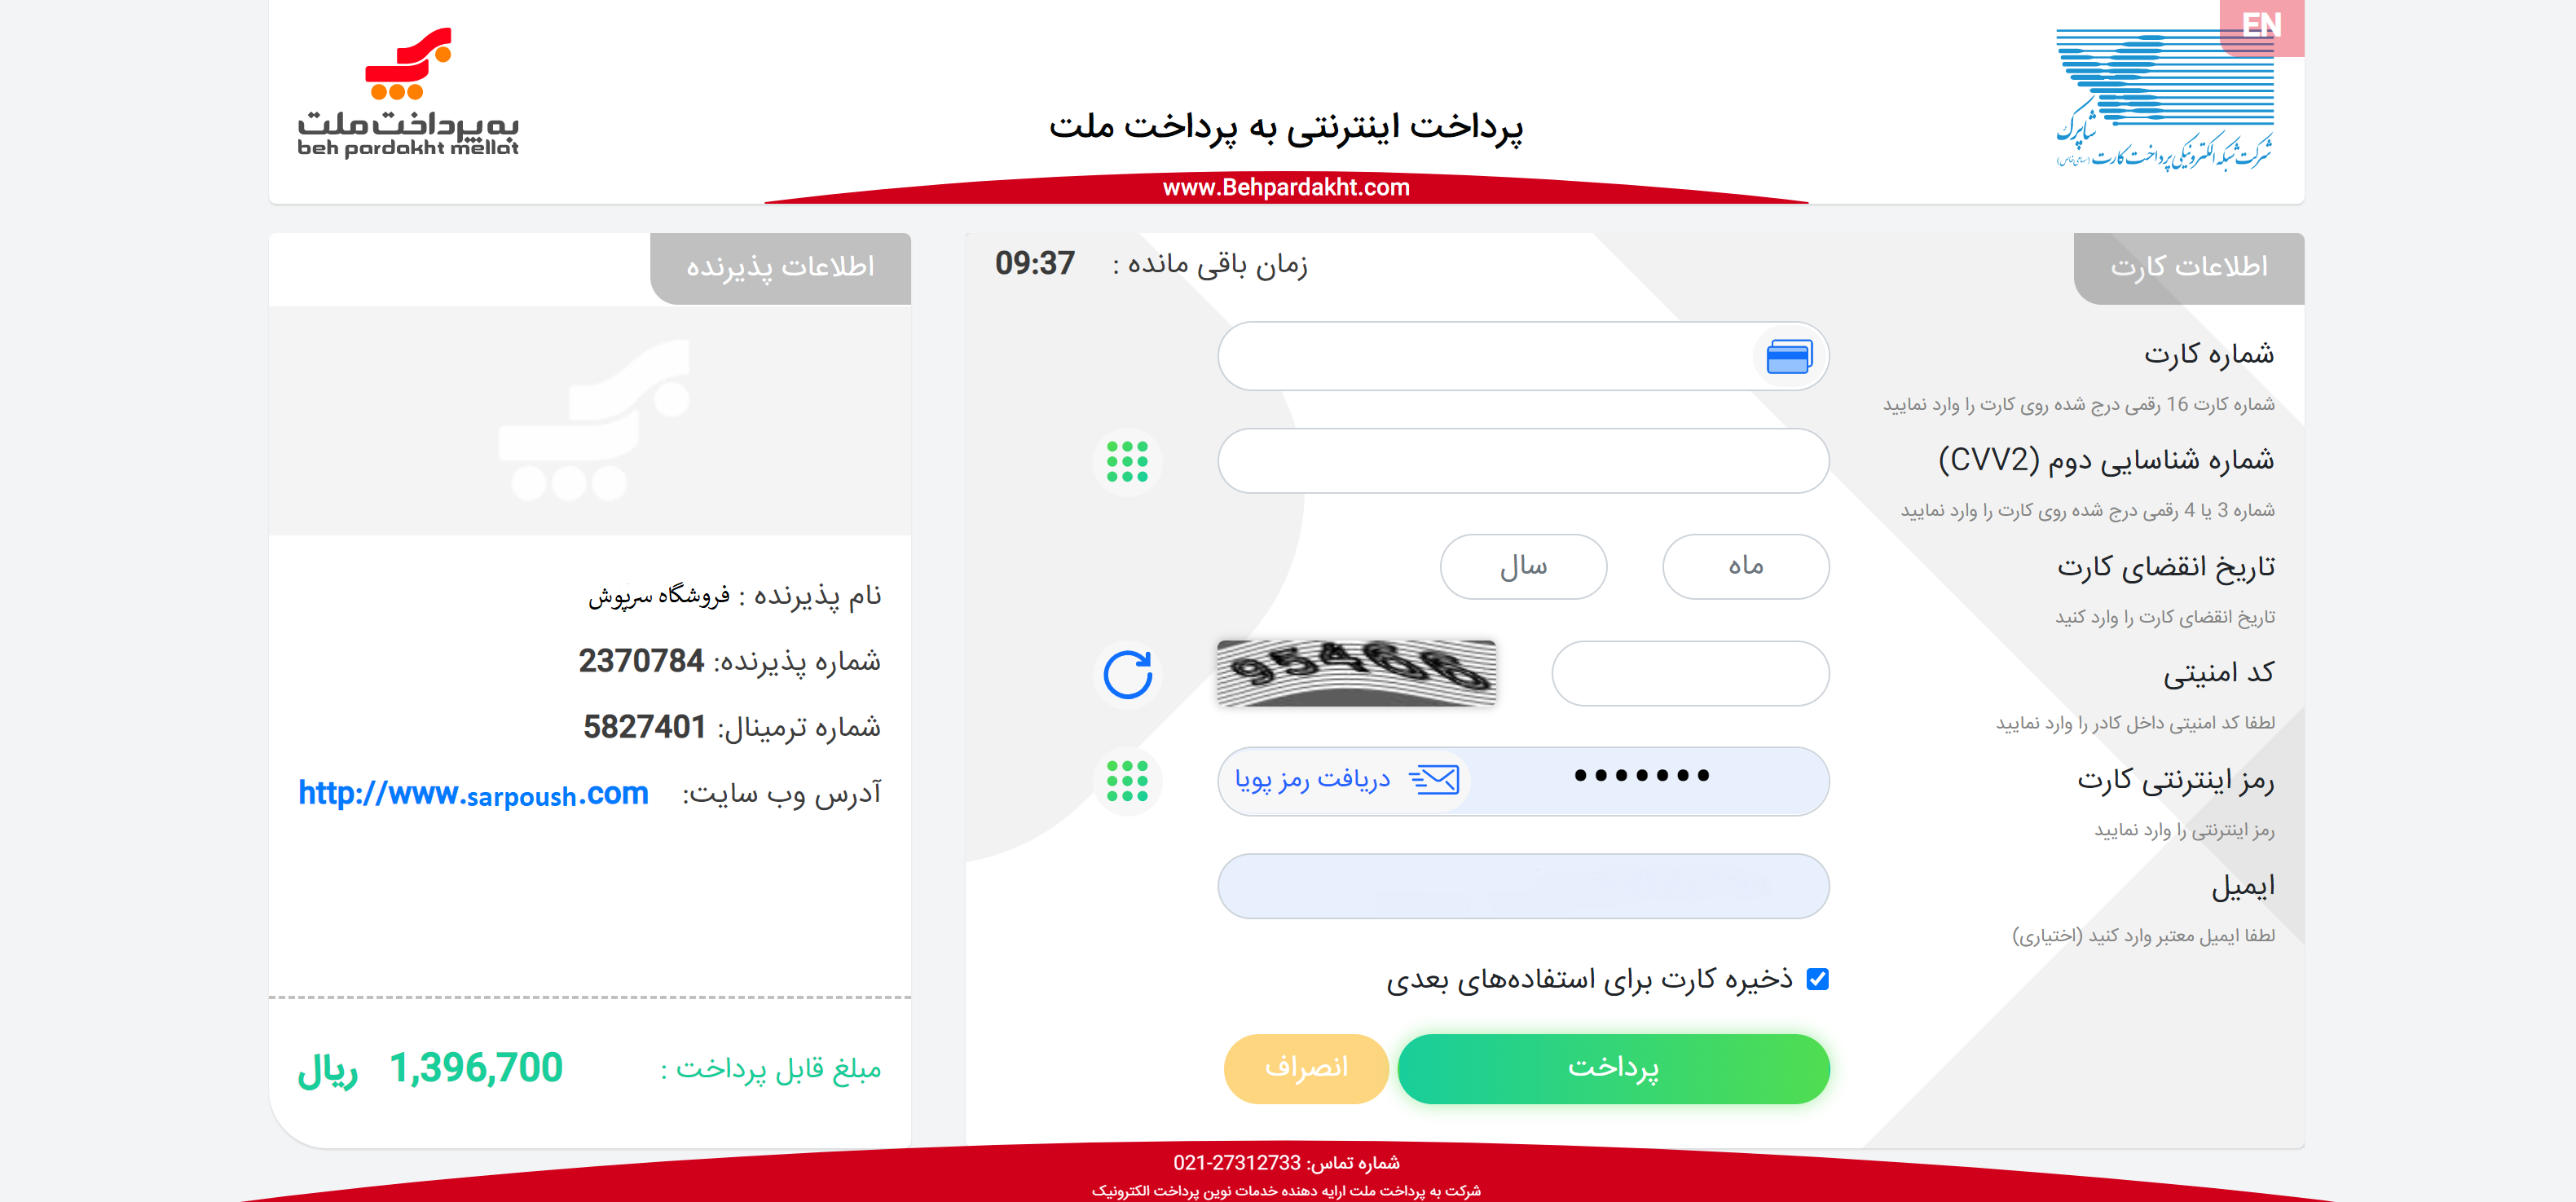 EN
شاپرک
شرکت شبکه الکترونیکی پرداخت کارت (سهامی خاص)
پرداخت اینترنتی به پرداخت ملت
www.Behpardakht.com
به پرداخت ملت
beh pardakht mellat
اطلاعات کارت
زمان باقی مانده : 09:37
شماره کارت
شماره کارت 16 رقمی درج شده روی کارت را وارد نمایید
شماره شناسایی دوم (CVV2)
شماره 3 یا 4 رقمی درج شده روی کارت را وارد نمایید
تاریخ انقضای کارت
ماه سال
تاریخ انقضای کارت را وارد کنید
کد امنیتی
95466
لطفا کد امنیتی داخل کادر را وارد نمایید
رمز اینترنتی کارت
•••••••
دریافت رمز پویا
رمز اینترنتی را وارد نمایید
ایمیل
لطفا ایمیل معتبر وارد کنید (اختیاری)
ذخیره کارت برای استفاده‌های بعدی
پرداخت
انصراف
اطلاعات پذیرنده
نام پذیرنده : فروشگاه سرپوش
شماره پذیرنده: 2370784
شماره ترمینال: 5827401
آدرس وب سایت: http://www.sarpoush.com
مبلغ قابل پرداخت : 1,396,700 ریال
شماره تماس: 27312733-021
شرکت به پرداخت ملت ارایه دهنده خدمات نوین پرداخت الکترونیک